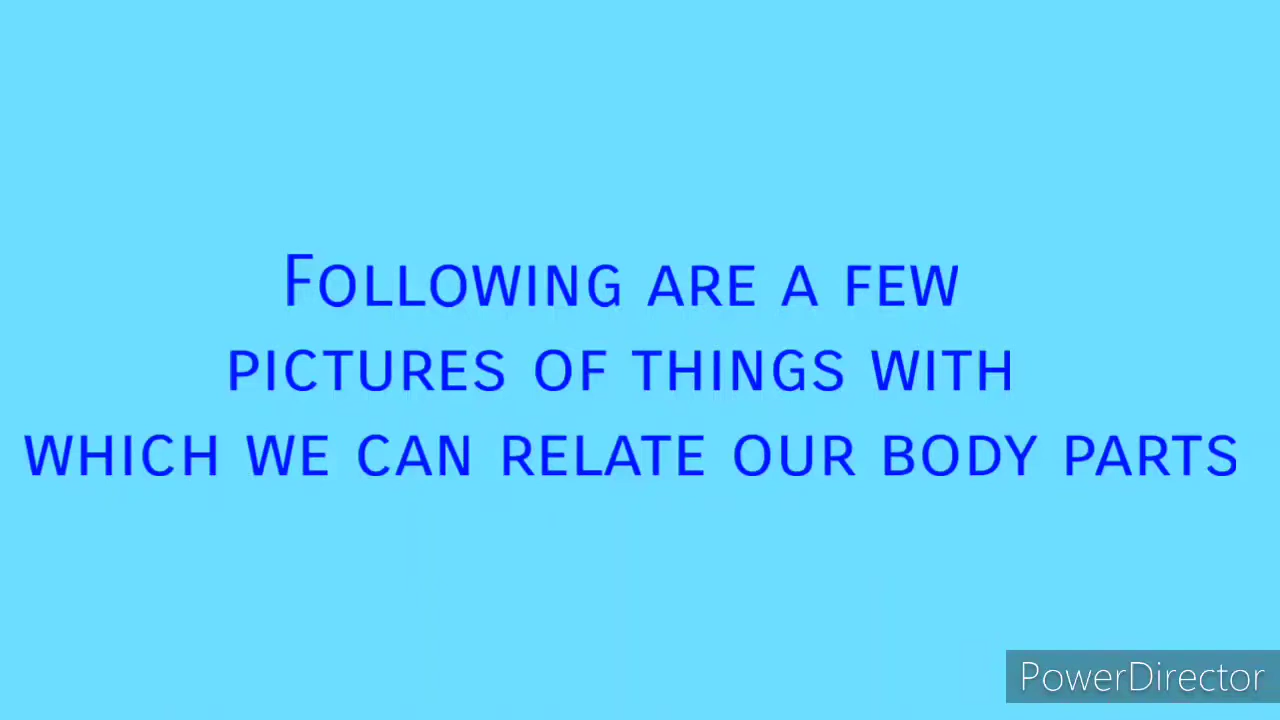 Following are a few
pictures of things with
which we can relate our body parts
PowerDirector